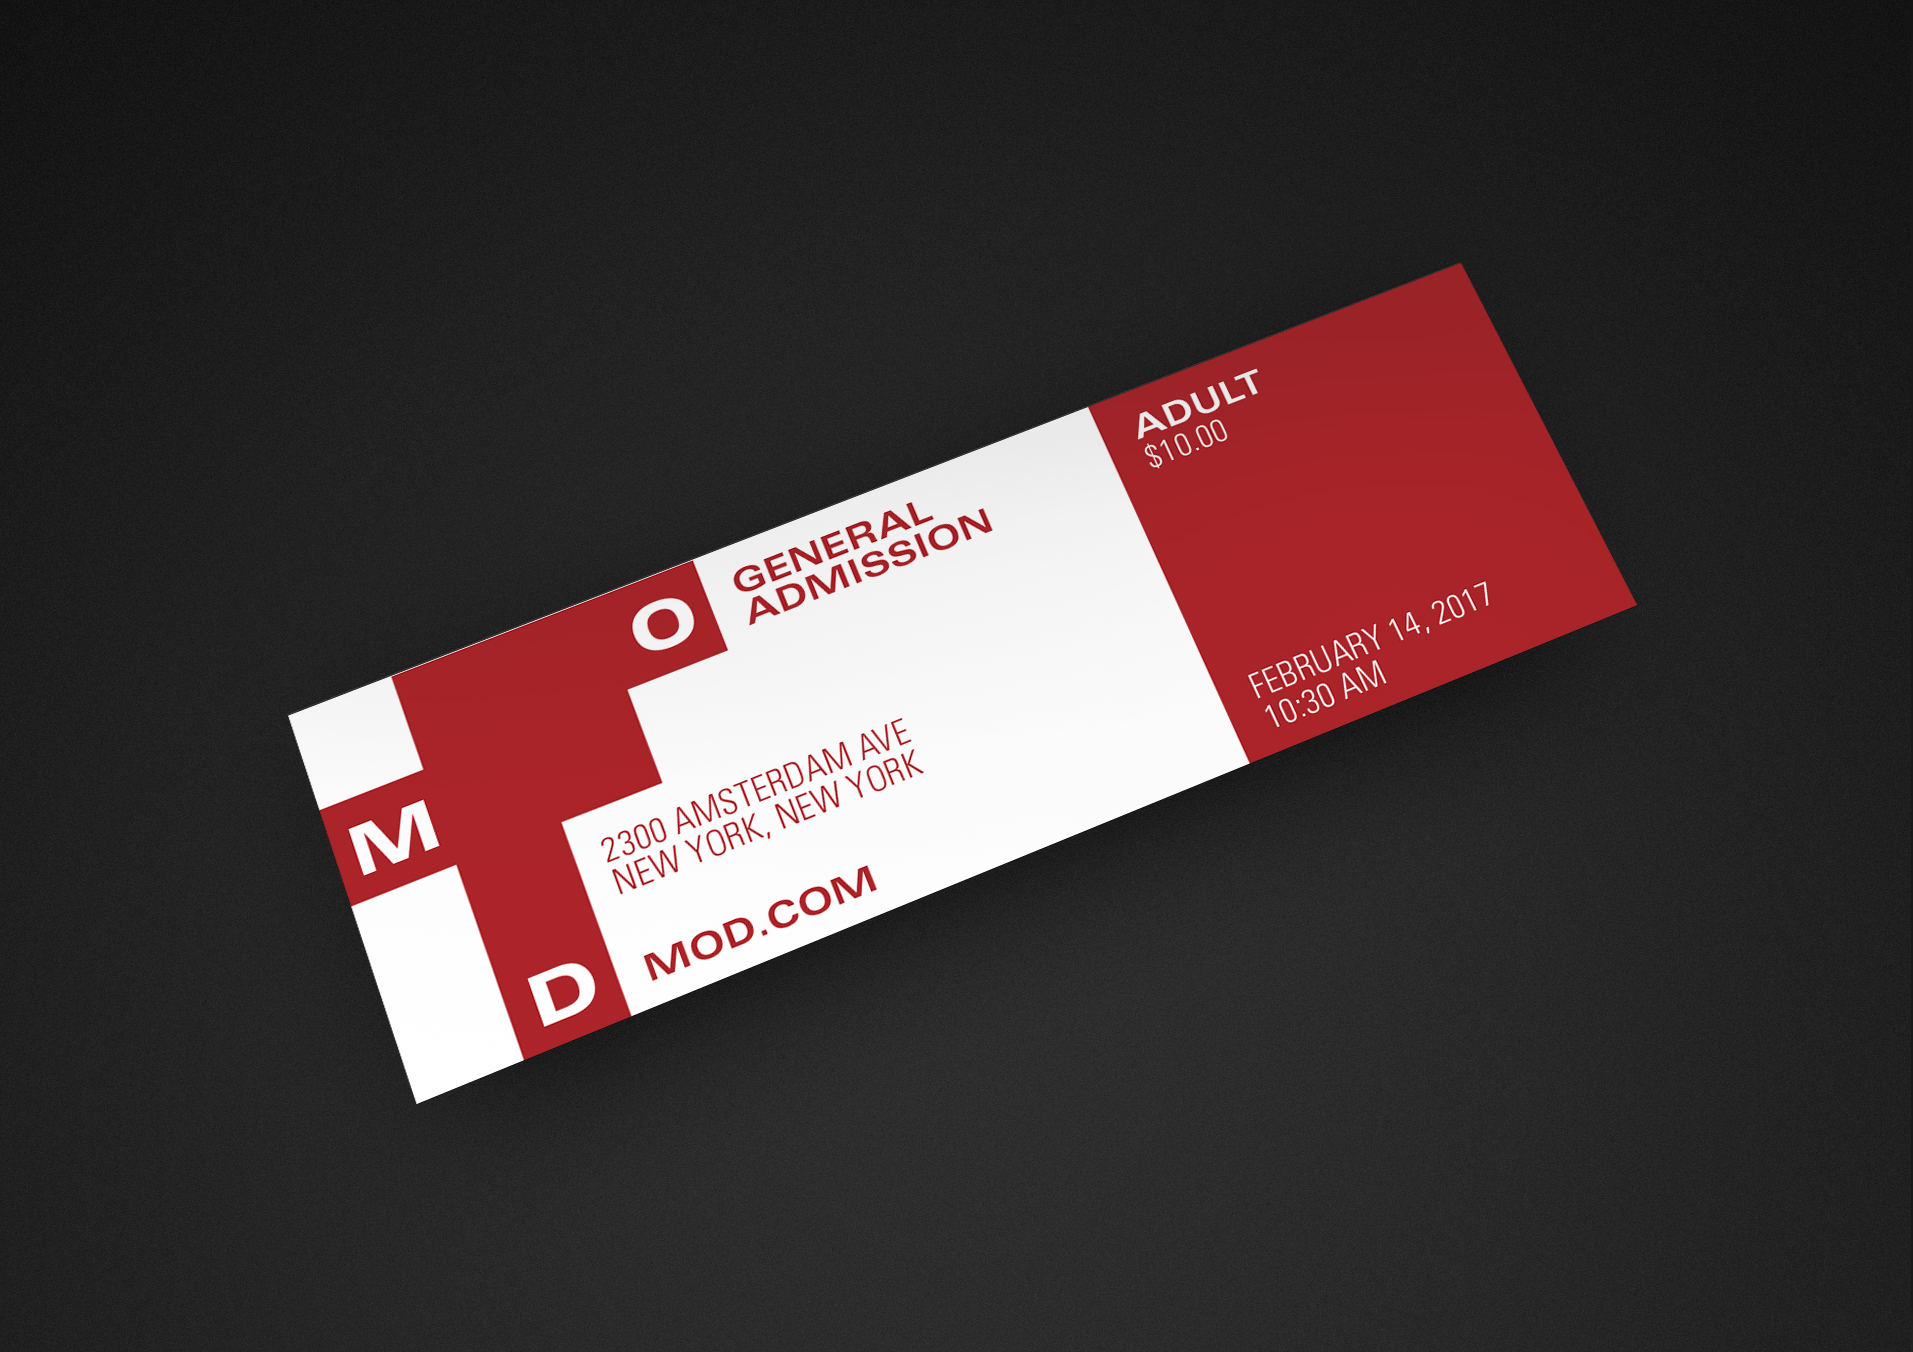 M
O
D
GENERAL
ADMISSION
2300 AMSTERDAM AVE
NEW YORK, NEW YORK
MOD.COM
ADULT
$10.00
FEBRUARY 14, 2017
10:30 AM